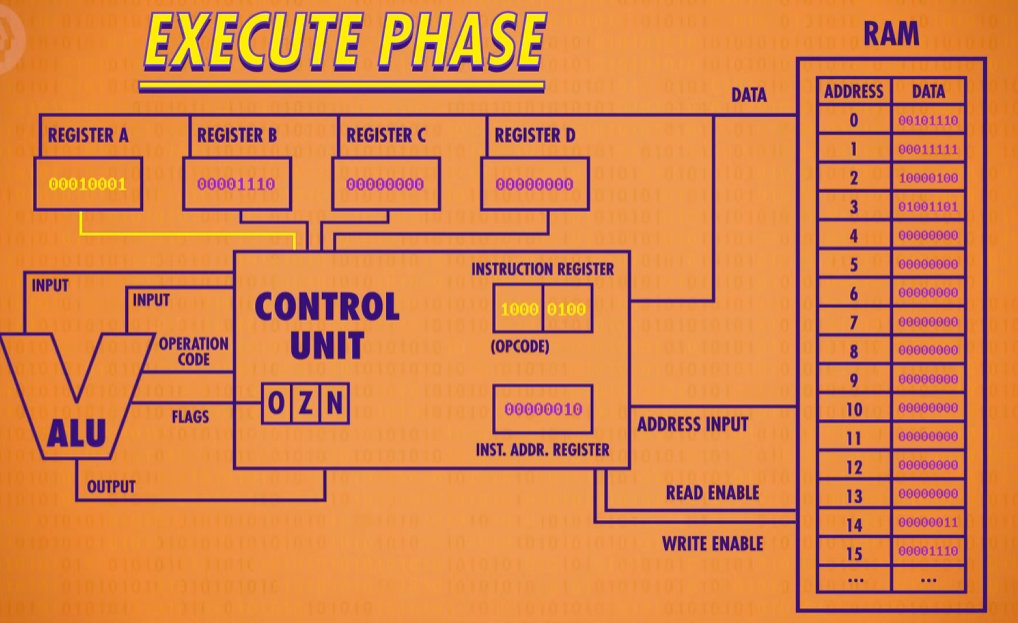 EXECUTE PHASE
RAM
DATA
ADDRESS DATA
REGISTER A REGISTER B REGISTER C REGISTER D
00010001 00001110 00000000 00000000
INPUT
INPUT
OPERATION
CODE
FLAGS
ALU
OUTPUT
CONTROL
UNIT
O Z N
INSTRUCTION REGISTER
1000 0100
(OPCODE)
00000010
INST. ADDR. REGISTER
ADDRESS INPUT
READ ENABLE
WRITE ENABLE
0 00101110
1 00011111
2 10000100
3 01001101
4 00000000
5 00000000
6 00000000
7 00000000
8 00000000
9 00000000
10 00000000
11 00000000
12 00000000
13 00000000
14 00000011
15 00001110
... ...